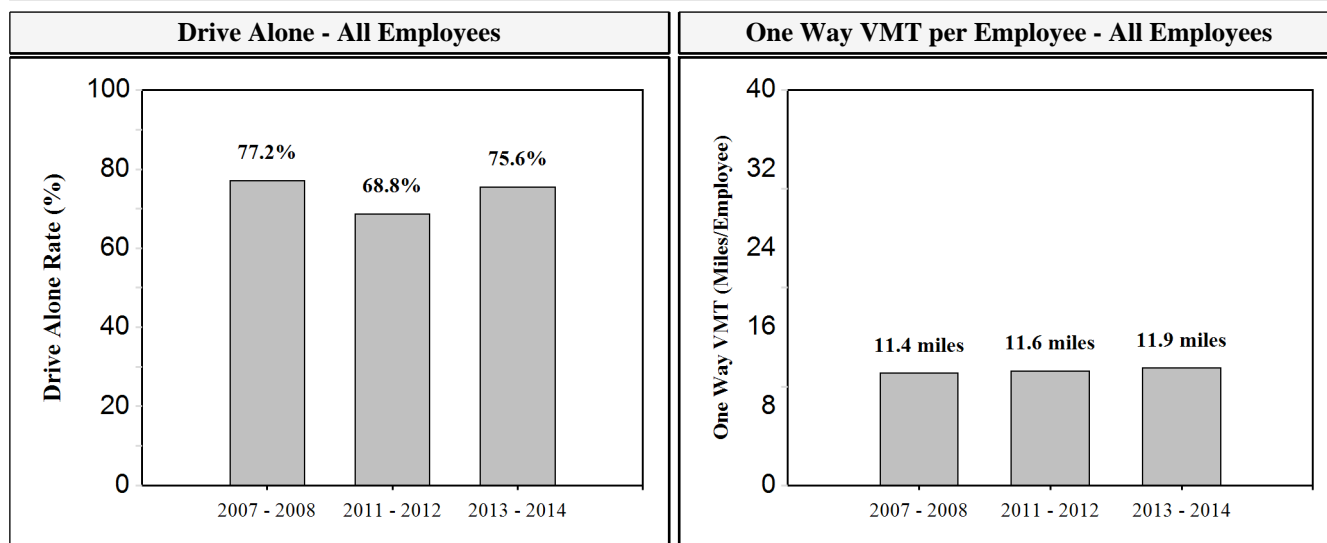 Drive Alone - All Employees
One Way VMT per Employee - All Employees
Drive Alone Rate (%)
100
80
60
40
20
0
77.2%
68.8%
75.6%
2007 - 2008
2011 - 2012
2013 - 2014
One Way VMT (Miles/Employee)
40
32
24
16
8
0
11.4 miles
11.6 miles
11.9 miles
2007 - 2008
2011 - 2012
2013 - 2014